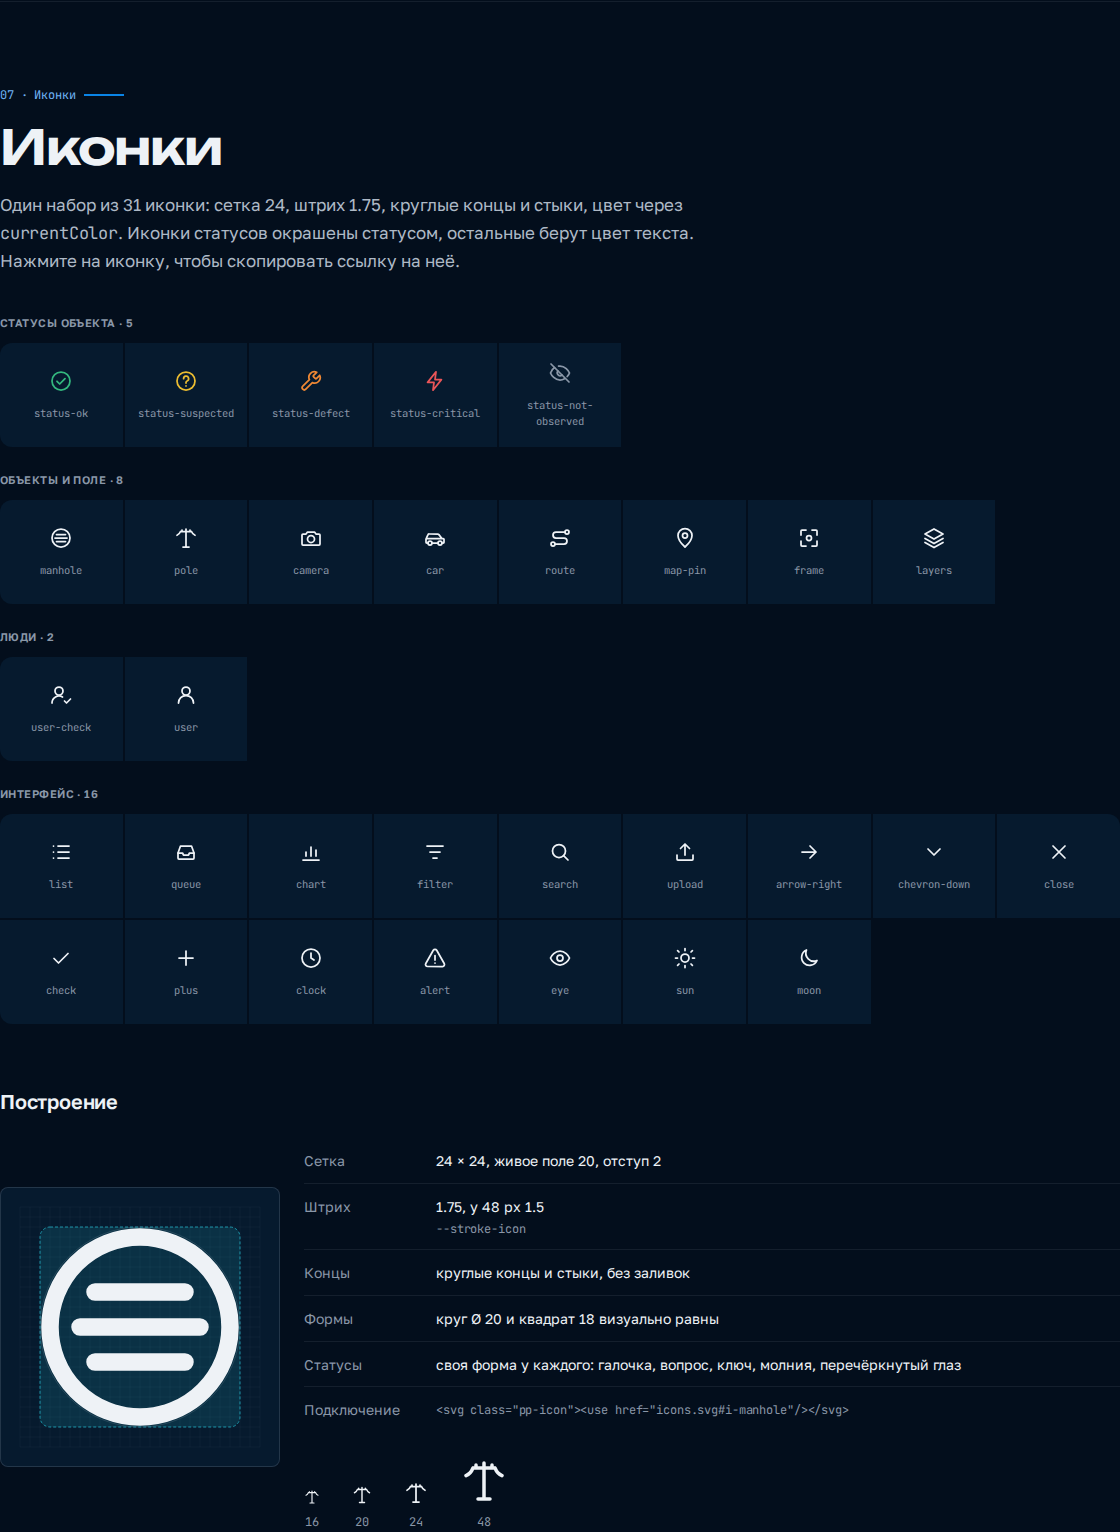 07 · Иконки
Иконки
Один набор из 31 иконки: сетка 24, штрих 1.75, круглые концы и стыки, цвет через
currentColor. Иконки статусов окрашены статусом, остальные берут цвет текста.
Нажмите на иконку, чтобы скопировать ссылку на неё.
СТАТУСЫ ОБЪЕКТА · 5
status-ok status-suspected status-defect status-critical status-not-
observed
ОБЪЕКТЫ И ПОЛЕ · 8
manhole pole camera car route map-pin frame layers
ЛЮДИ · 2
user-check user
ИНТЕРФЕЙС · 16
list queue chart filter search upload arrow-right chevron-down close
check plus clock alert eye sun moon
Построение
Сетка 24 × 24, живое поле 20, отступ 2
Штрих 1.75, у 48 px 1.5
--stroke-icon
Концы круглые концы и стыки, без заливок
Формы круг Ø 20 и квадрат 18 визуально равны
Статусы своя форма у каждого: галочка, вопрос, ключ, молния, перечёркнутый глаз
Подключение <svg class="pp-icon"><use href="icons.svg#i-manhole"/></svg>
16 20 24 48